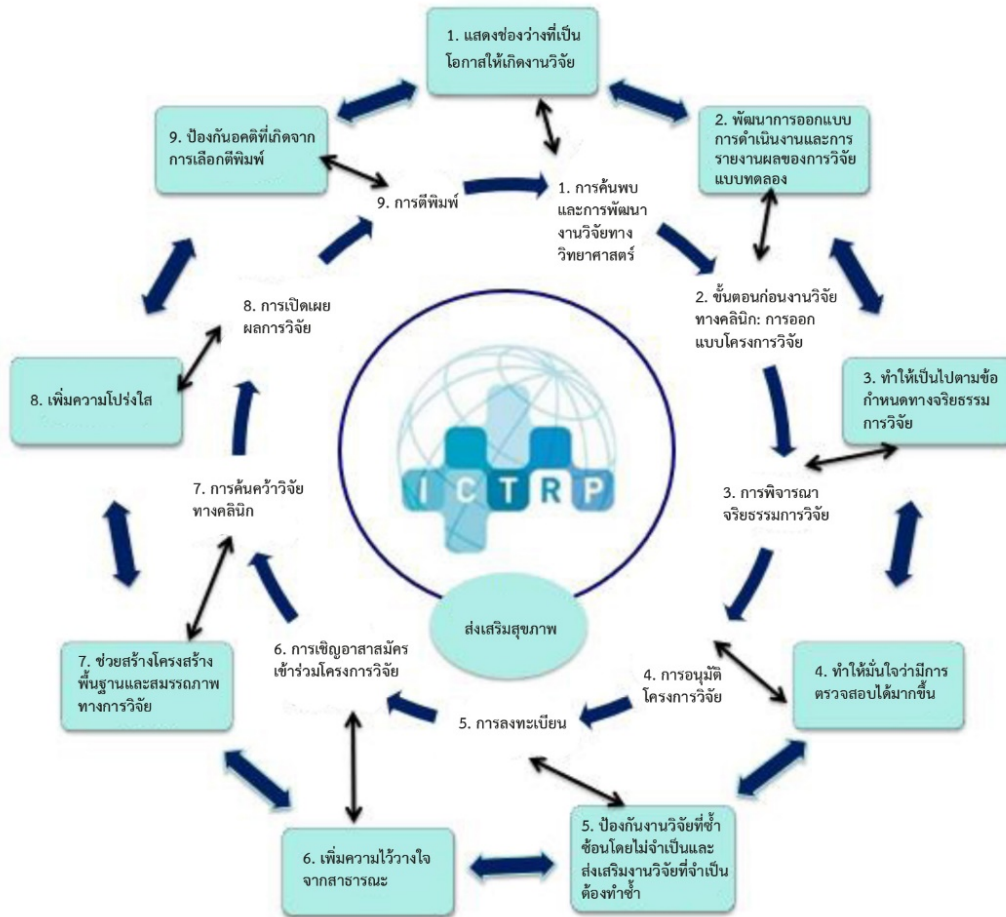 1. แสดงช่องว่างที่เป็น
โอกาสให้เกิดงานวิจัย
2. พัฒนาการออกแบบ
การดำเนินงานและการ
รายงานผลของการวิจัย
แบบทดลอง
9. ป้องกันอคติที่เกิดจาก
การเลือกตีพิมพ์
9. การตีพิมพ์
1. การค้นพบ
และการพัฒนา
งานวิจัยทาง
วิทยาศาสตร์
8. การเปิดเผย
ผลการวิจัย
2. ขั้นตอนก่อนงานวิจัย
ทางคลินิก: การออก
แบบโครงการวิจัย
8. เพิ่มความโปร่งใส
3. ทำให้เป็นไปตามข้อ
กำหนดทางจริยธรรม
การวิจัย
ICTRP
7. การค้นคว้าวิจัย
ทางคลินิก
3. การพิจารณา
จริยธรรมการวิจัย
ส่งเสริมสุขภาพ
6. การเชิญอาสาสมัคร
เข้าร่วมโครงการวิจัย
4. การอนุมัติ
โครงการวิจัย
7. ช่วยสร้างโครงสร้าง
พื้นฐานและสมรรถภาพ
ทางการวิจัย
4. ทำให้มั่นใจว่ามีการ
ตรวจสอบได้มากขึ้น
5. การลงทะเบียน
6. เพิ่มความไว้วางใจ
จากสาธารณะ
5. ป้องกันงานวิจัยที่ซ้ำ
ซ้อนโดยไม่จำเป็นและ
ส่งเสริมงานวิจัยที่จำเป็น
ต้องทำซ้ำ